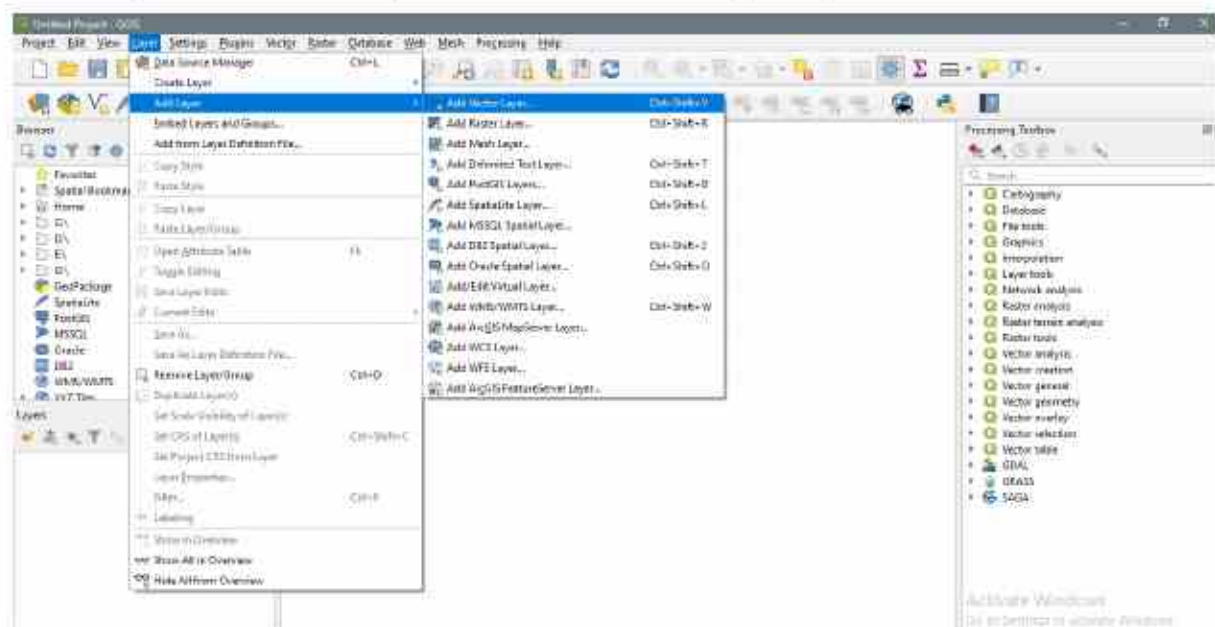 Untitled Project - QGIS
Project Edit View Layer Settings Plugins Vector Raster Database Web Mesh Processing Help
Data Source Manager Ctrl+L
Create Layer
Add Layer
Embed Layers and Groups...
Add from Layer Definition File...
Copy Style
Paste Style
Copy Layer
Paste Layer/Group
Open Attribute Table F6
Toggle Editing
Save Layer Edits
Current Edits
Save As...
Save As Layer Definition File...
Remove Layer/Group Ctrl+D
Duplicate Layer(s)
Set Scale Visibility of Layer(s)
Set CRS of Layer(s) Ctrl+Shift+C
Set Project CRS from Layer
Layer Properties...
Filter... Ctrl+F
Labeling
Show in Overview
Show All in Overview
Hide All from Overview
Add Vector Layer... Ctrl+Shift+V
Add Raster Layer... Ctrl+Shift+R
Add Mesh Layer...
Add Delimited Text Layer... Ctrl+Shift+T
Add PostGIS Layers... Ctrl+Shift+D
Add SpatiaLite Layer... Ctrl+Shift+L
Add MSSQL Spatial Layer...
Add DB2 Spatial Layer... Ctrl+Shift+2
Add Oracle Spatial Layer... Ctrl+Shift+O
Add/Edit Virtual Layer...
Add WMS/WMTS Layer... Ctrl+Shift+W
Add ArcGIS MapServer Layer...
Add WCS Layer...
Add WFS Layer...
Add ArcGIS FeatureServer Layer...
Browser
Favorites
Spatial Bookmar
Home
E:\
GeoPackage
SpatiaLite
PostGIS
MSSQL
Oracle
DB2
WMS/WMTS
XYZ Tiles
Layers
Processing Toolbox
Search
Cartography
Database
File tools
Graphics
Interpolation
Layer tools
Network analysis
Raster analysis
Raster terrain analysis
Raster tools
Vector analysis
Vector creation
Vector general
Vector geometry
Vector overlay
Vector selection
Vector table
GDAL
GRASS
SAGA
Activate Windows
Go to Settings to activate Windows.